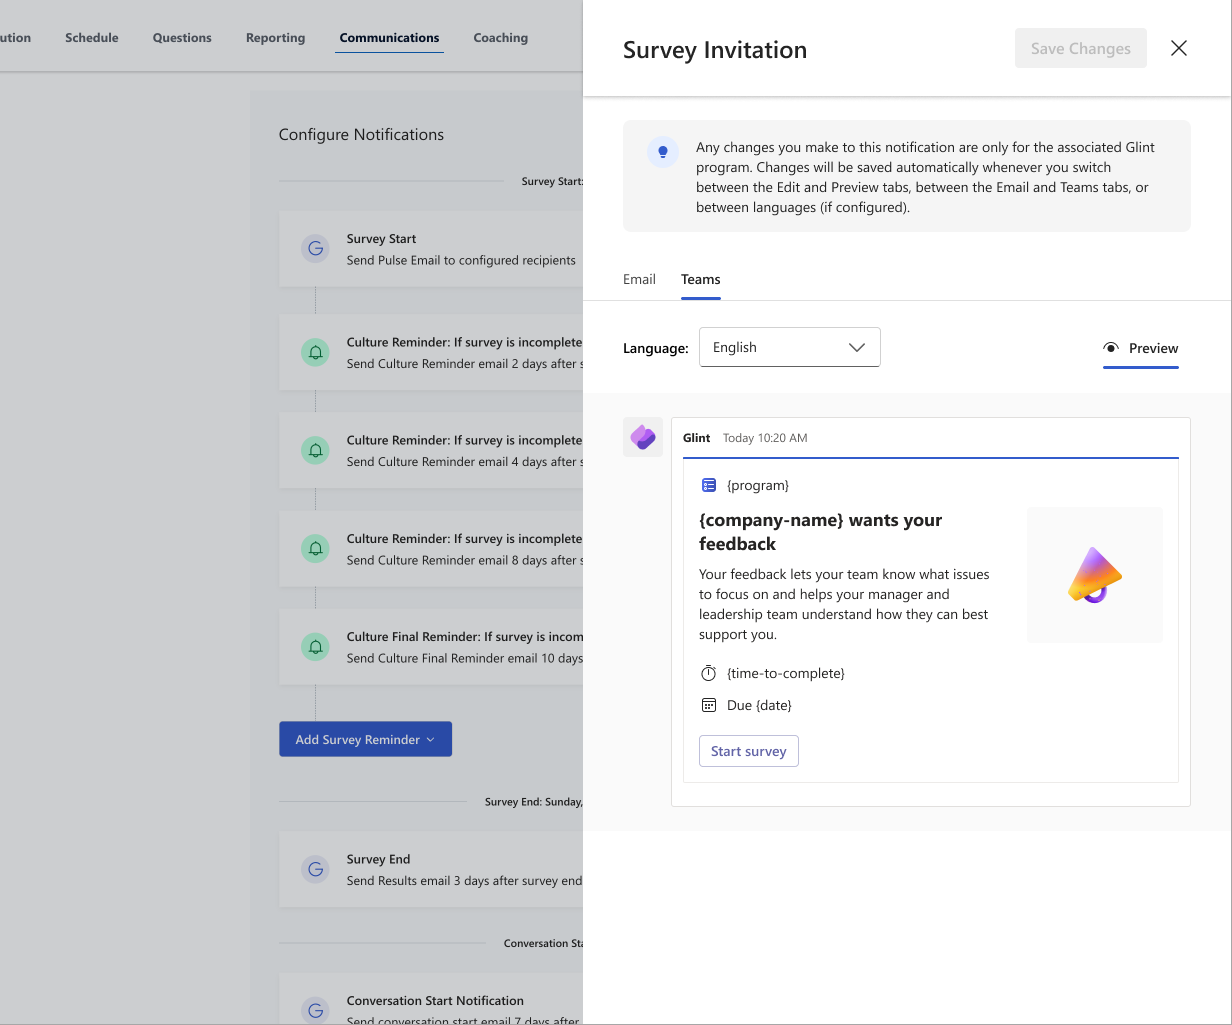 ution Schedule Questions Reporting Communications Coaching
Configure Notifications
Survey Start:
Survey Start
Send Pulse Email to configured recipients
Culture Reminder: If survey is incomplete
Send Culture Reminder email 2 days after s
Culture Reminder: If survey is incomplete
Send Culture Reminder email 4 days after s
Culture Reminder: If survey is incomplete
Send Culture Reminder email 8 days after s
Culture Final Reminder: If survey is incom
Send Culture Final Reminder email 10 days
Add Survey Reminder
Survey End: Sunday,
Survey End
Send Results email 3 days after survey end
Conversation Sta
Conversation Start Notification
Send conversation start email 7 days after
Survey Invitation
Save Changes
Any changes you make to this notification are only for the associated Glint
program. Changes will be saved automatically whenever you switch
between the Edit and Preview tabs, between the Email and Teams tabs, or
between languages (if configured).
Email Teams
Language: English Preview
Glint Today 10:20 AM
{program}
{company-name} wants your
feedback
Your feedback lets your team know what issues
to focus on and helps your manager and
leadership team understand how they can best
support you.
{time-to-complete}
Due {date}
Start survey